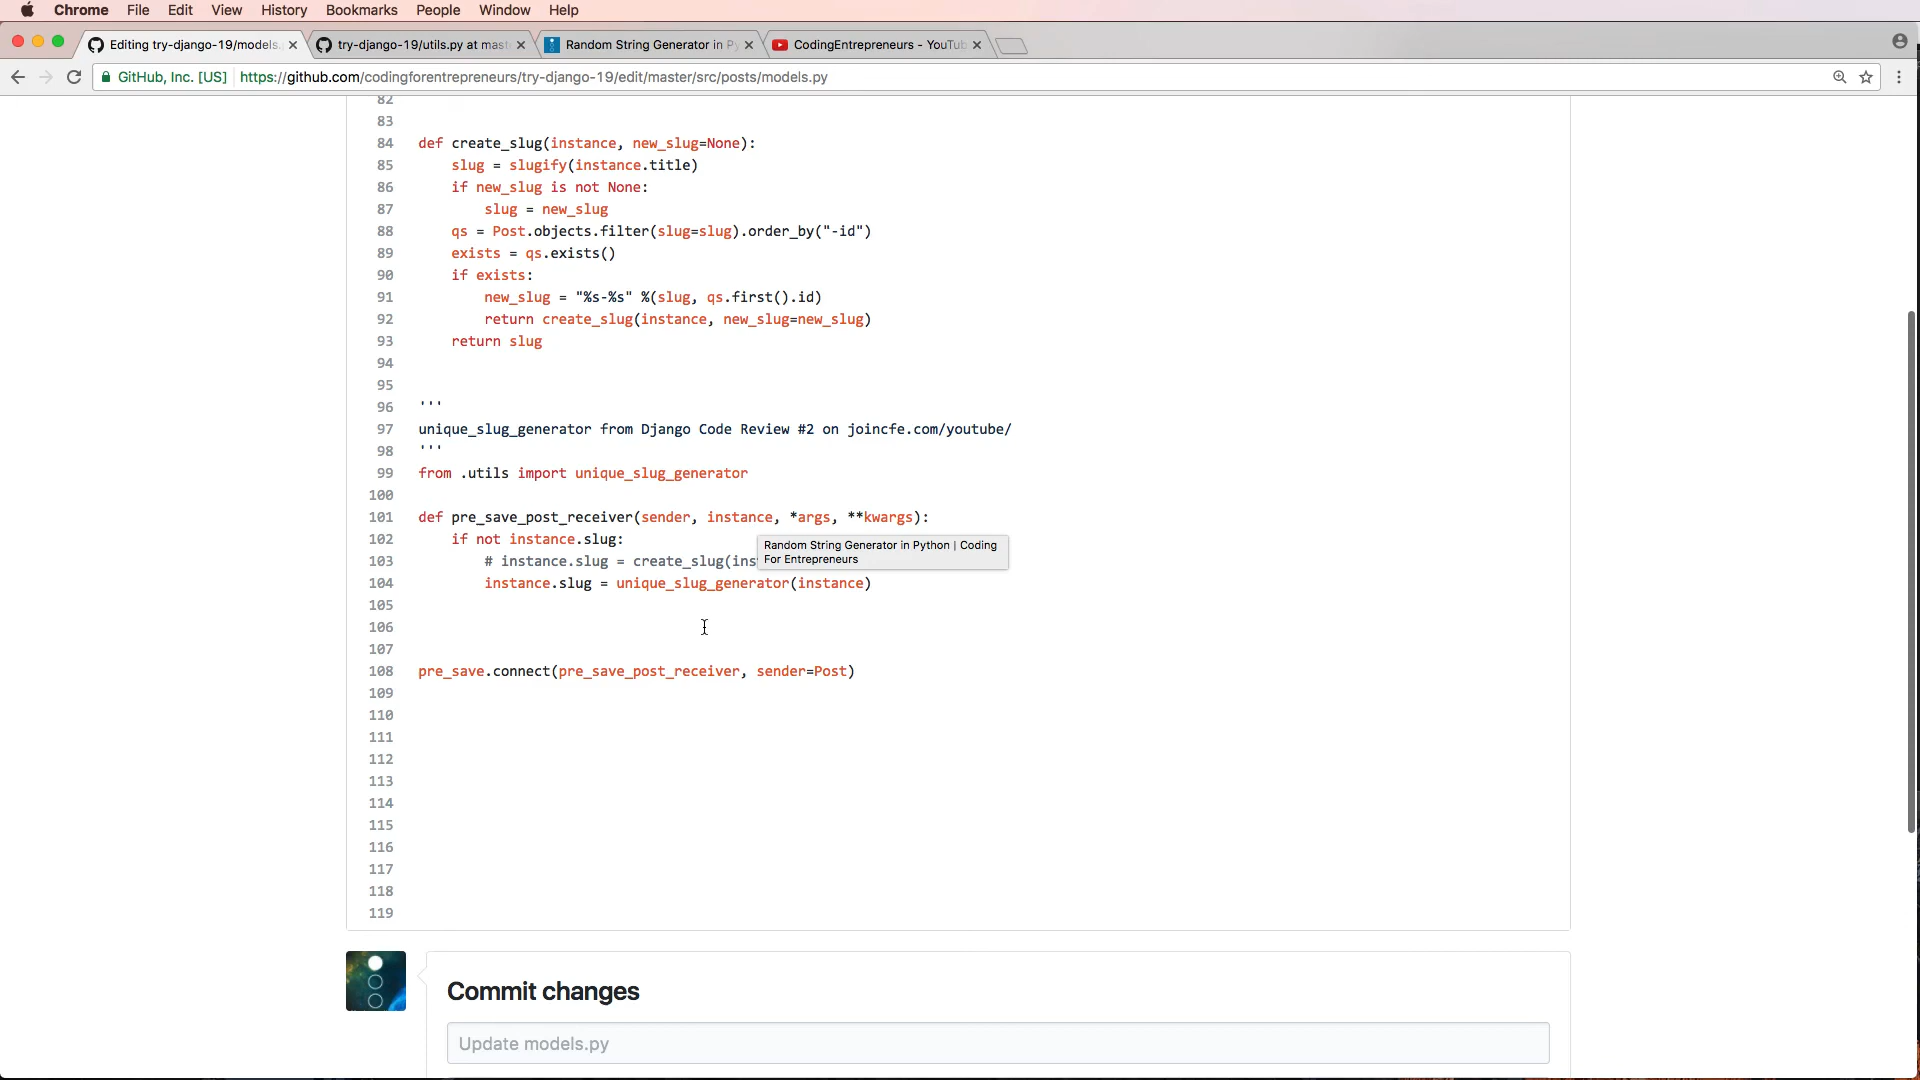 Chrome File Edit View History Bookmarks People Window Help
Editing try-django-19/models. try-django-19/utils.py at mast Random String Generator in P CodingEntrepreneurs - YouTub
GitHub, Inc. [US] https://github.com/codingforentrepreneurs/try-django-19/edit/master/src/posts/models.py
82
83
84 def create_slug(instance, new_slug=None):
85 slug = slugify(instance.title)
86 if new_slug is not None:
87 slug = new_slug
88 qs = Post.objects.filter(slug=slug).order_by("-id")
89 exists = qs.exists()
90 if exists:
91 new_slug = "%s-%s" %(slug, qs.first().id)
92 return create_slug(instance, new_slug=new_slug)
93 return slug
94
95
96 '''
97 unique_slug_generator from Django Code Review #2 on joincfe.com/youtube/
98 '''
99 from .utils import unique_slug_generator
100
101 def pre_save_post_receiver(sender, instance, *args, **kwargs):
102 if not instance.slug:
103 # instance.slug = create_slug(ins
Random String Generator in Python | Coding
For Entrepreneurs
104 instance.slug = unique_slug_generator(instance)
105
106
107
108 pre_save.connect(pre_save_post_receiver, sender=Post)
109
110
111
112
113
114
115
116
117
118
119
Commit changes
Update models.py